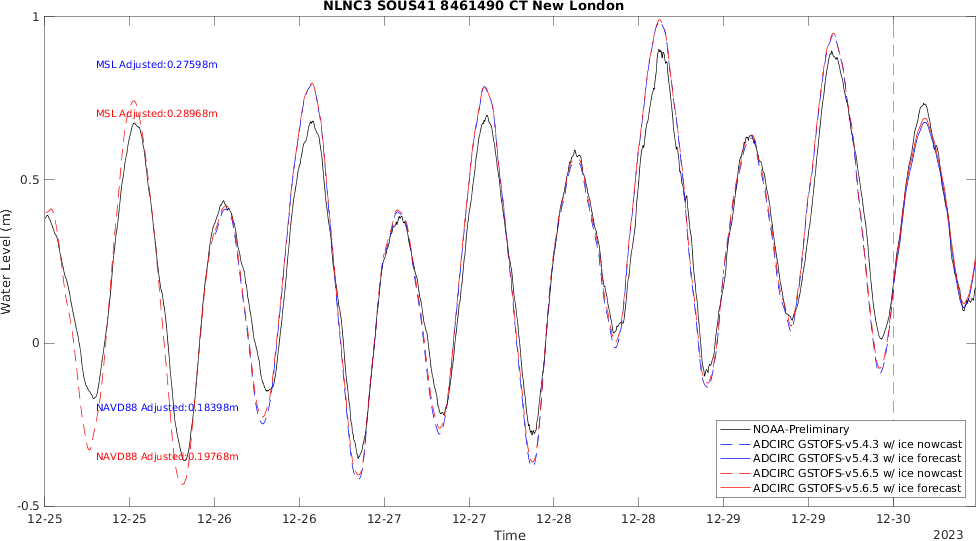 NLNC3 SOUS41 8461490 CT New London
1
MSL Adjusted:0.27598m
MSL Adjusted:0.28968m
0.5
Water Level (m)
0
NAVD88 Adjusted:0.18398m
NAVD88 Adjusted:0.19768m
NOAA-Preliminary
ADCIRC GSTOFS-v5.4.3 w/ ice nowcast
ADCIRC GSTOFS-v5.4.3 w/ ice forecast
ADCIRC GSTOFS-v5.6.5 w/ ice nowcast
ADCIRC GSTOFS-v5.6.5 w/ ice forecast
-0.5
12-25 12-25 12-26 12-26 12-27 12-27 12-28 12-28 12-29 12-29 12-30
Time
2023